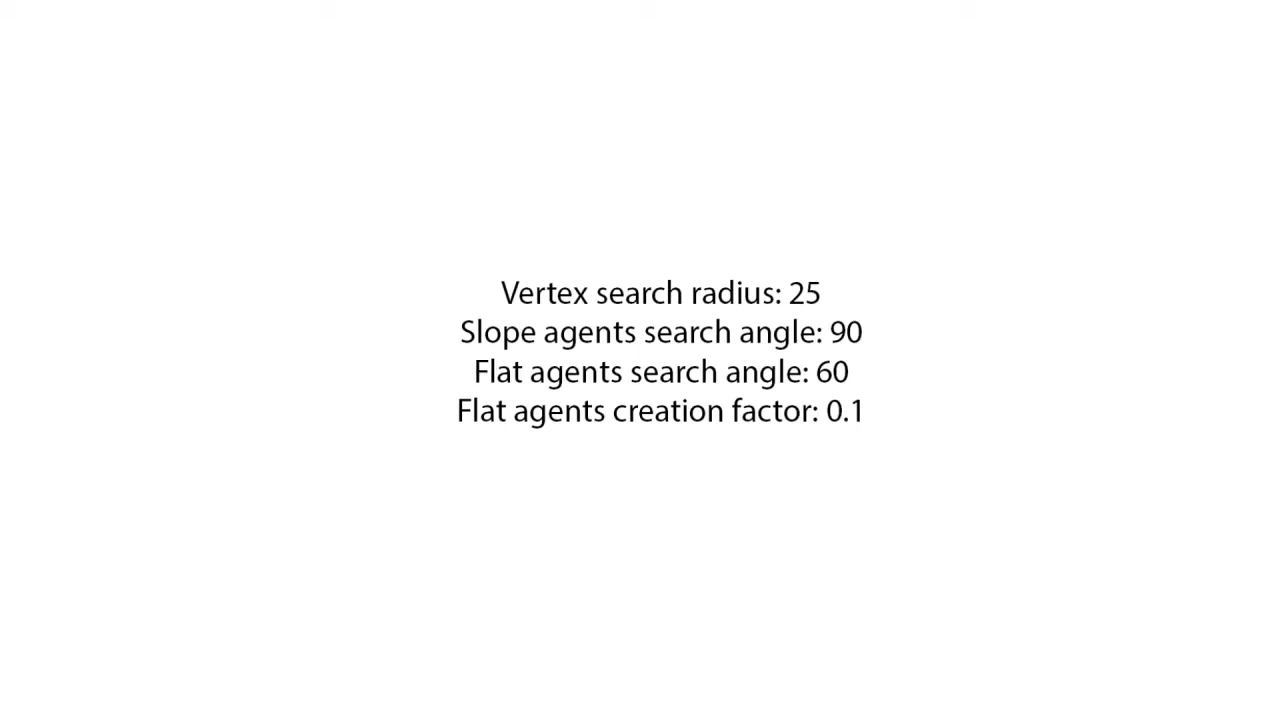 Vertex search radius: 25
Slope agents search angle: 90
Flat agents search angle: 60
Flat agents creation factor: 0.1